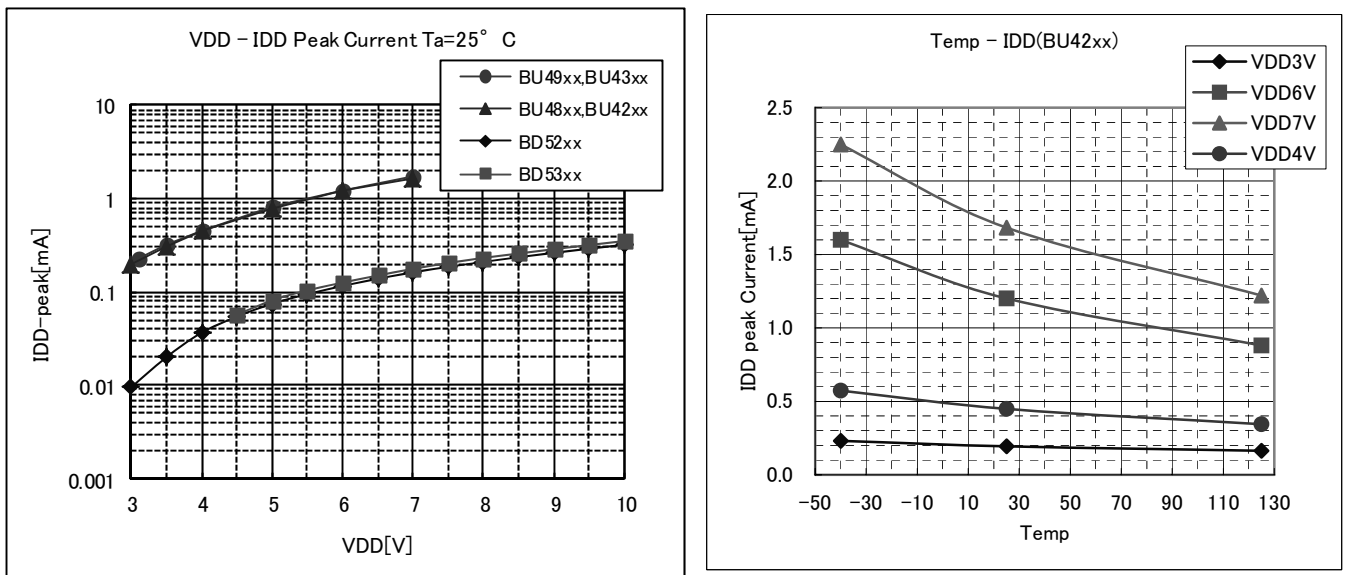 VDD - IDD Peak Current Ta=25° C
BU49xx,BU43xx
BU48xx,BU42xx
BD52xx
BD53xx
10
1
0.1
0.01
0.001
IDD-peak[mA]
3 4 5 6 7 8 9 10
VDD[V]
Temp - IDD(BU42xx)
VDD3V
VDD6V
VDD7V
VDD4V
2.5
2.0
1.5
1.0
0.5
0.0
IDD peak Current[mA]
-50 -30 -10 10 30 50 70 90 110 130
Temp